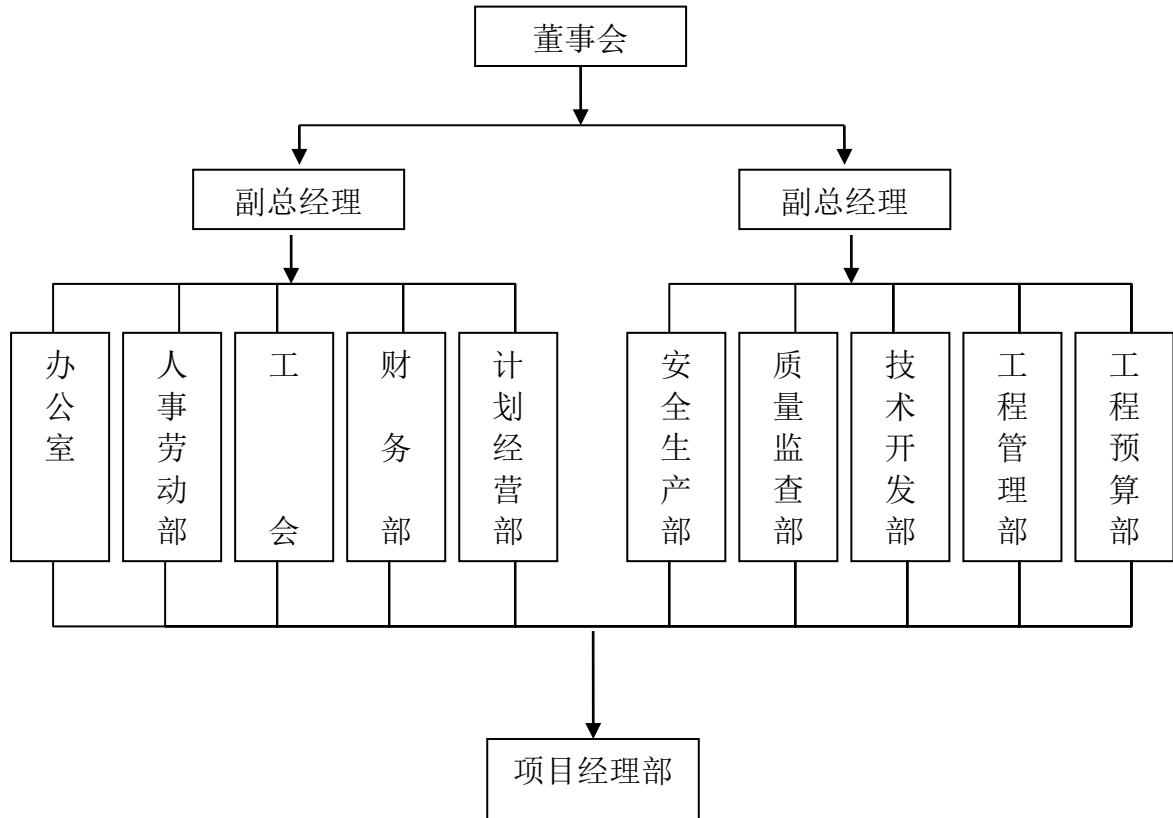 董事会
副总经理
副总经理
办公室
人事劳动部
工会
财务部
计划经营部
安全生产部
质量监查部
技术开发部
工程管理部
工程预算部
项目经理部